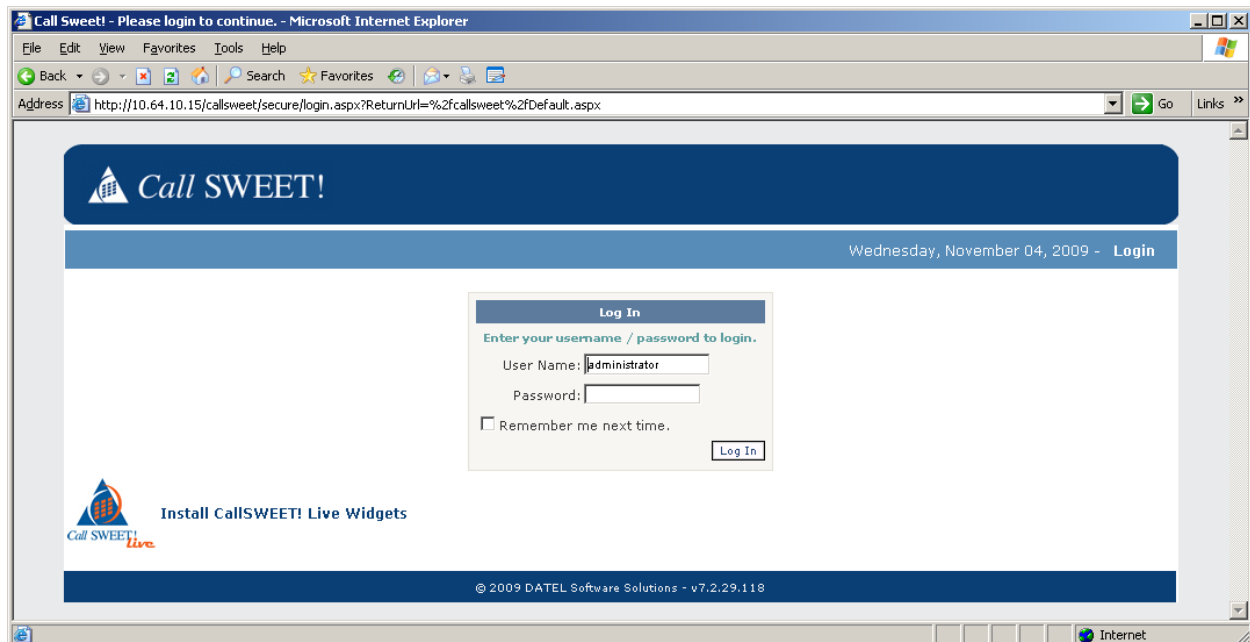 Call Sweet! - Please login to continue. - Microsoft Internet Explorer
File Edit View Favorites Tools Help
Back Search Favorites
Address http://10.64.10.15/callsweet/secure/login.aspx?ReturnUrl=%2fcallsweet%2fDefault.aspx Go Links »
Call SWEET!
Wednesday, November 04, 2009 - Login
Log In
Enter your username / password to login.
User Name: administrator
Password:
Remember me next time.
Log In
Call SWEET! live
Install CallSWEET! Live Widgets
© 2009 DATEL Software Solutions - v7.2.29.118
Internet